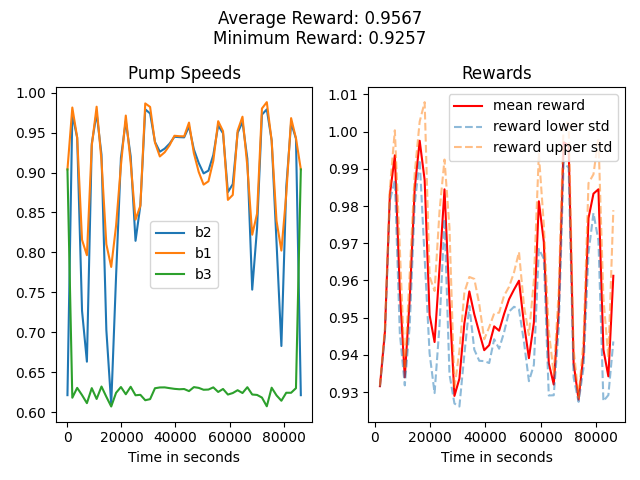 Average Reward: 0.9567
Minimum Reward: 0.9257
Pump Speeds
1.00
0.95
0.90
0.85
0.80
0.75
0.70
0.65
0.60
b2
b1
b3
0
20000
40000
60000
80000
Time in seconds
Rewards
1.01
1.00
0.99
0.98
0.97
0.96
0.95
0.94
0.93
mean reward
reward lower std
reward upper std
0
20000
40000
60000
80000
Time in seconds